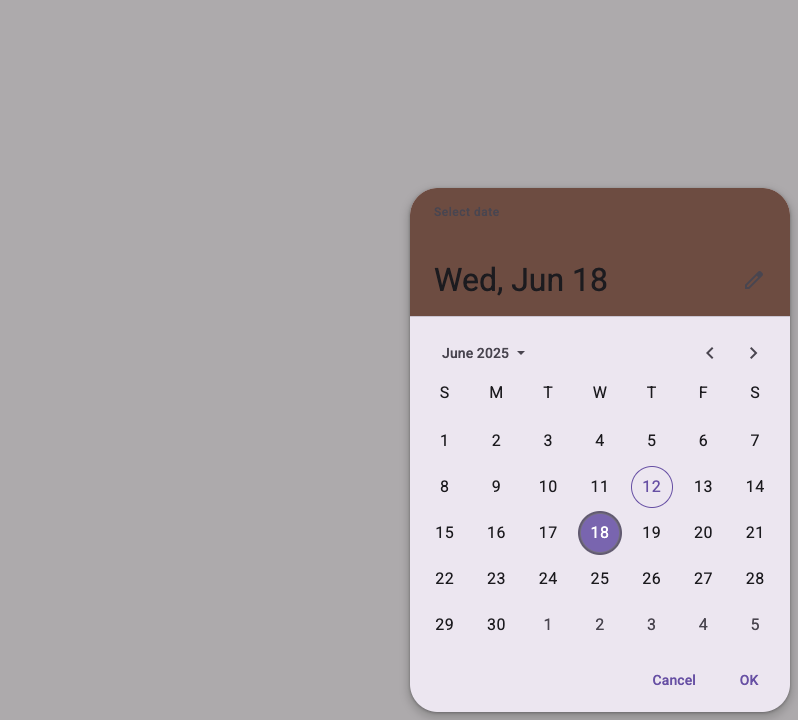 Select date
Wed, Jun 18
June 2025
S M T W T F S
1 2 3 4 5 6 7
8 9 10 11 12 13 14
15 16 17 18 19 20 21
22 23 24 25 26 27 28
29 30 1 2 3 4 5
Cancel OK